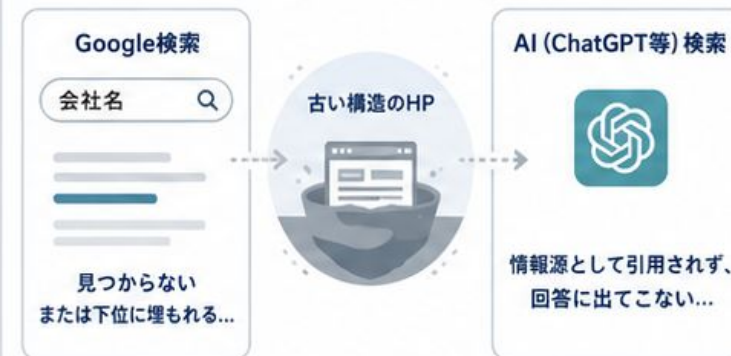 Google検索
会社名
見つからない
または下位に埋もれる...
古い構造のHP
AI (ChatGPT等) 検索
情報源として引用されず、
回答に出てこない...